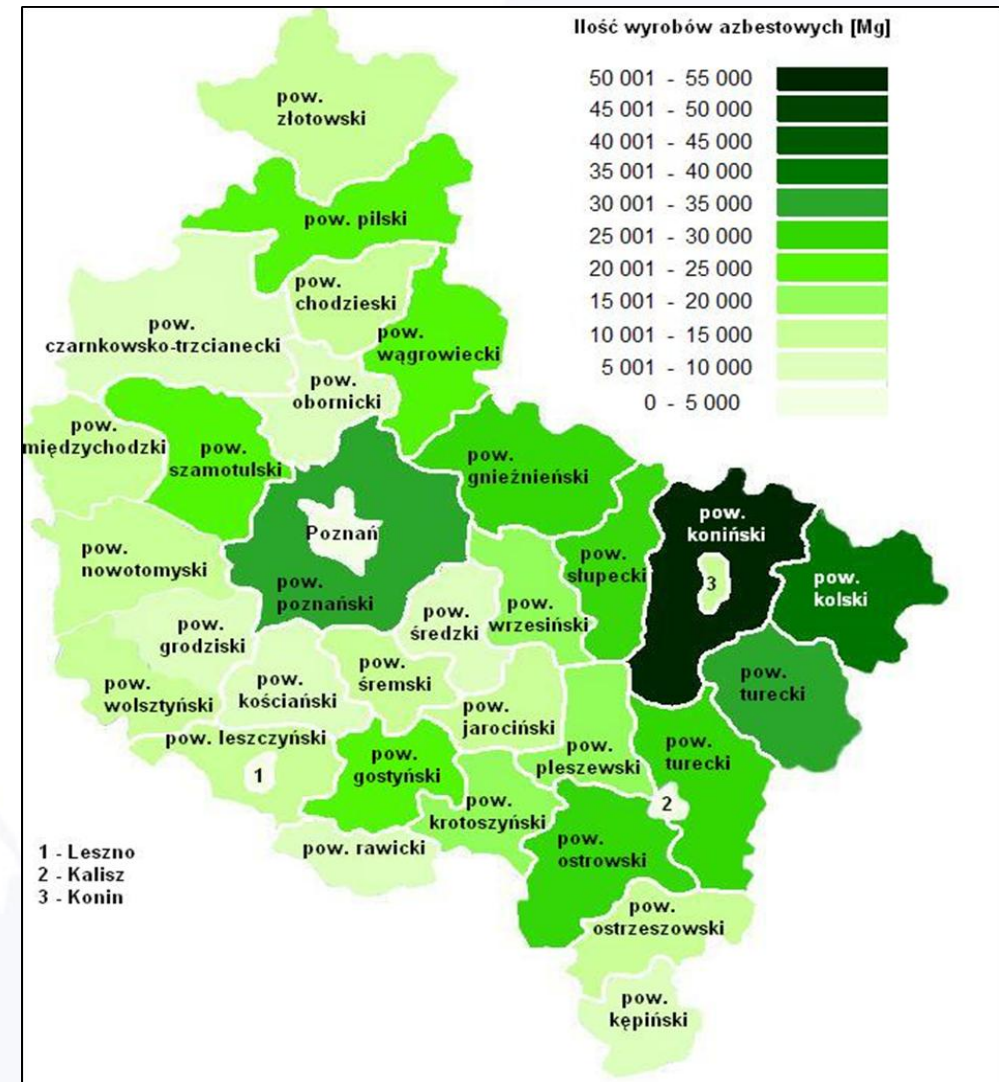 Ilość wyrobów azbestowych [Mg]
50 001 - 55 000
45 001 - 50 000
40 001 - 45 000
35 001 - 40 000
30 001 - 35 000
25 001 - 30 000
20 001 - 25 000
15 001 - 20 000
10 001 - 15 000
5 001 - 10 000
0 - 5 000
pow.
złotowski
pow. pilski
pow.
chodzieski
pow.
czarnkowsko-trzcianecki
pow.
wągrowiecki
pow.
obornicki
pow.
międzychodzki
pow.
szamotulski
pow.
gnieźnieński
Poznań
pow.
poznański
pow.
koniński
3
pow.
nowotomyski
pow.
słupecki
pow.
kolski
pow.
wrzesiński
pow.
średzki
pow.
grodziski
pow.
śremski
pow.
kościański
pow.
wolsztyński
pow.
turecki
pow.
jarociński
pow. leszczyński
1
pow.
gostyński
pow.
pleszewski
pow.
turecki
2
pow.
krotoszyński
pow. rawicki
pow.
ostrowski
1 - Leszno
2 - Kalisz
3 - Konin
pow.
ostrzeszowski
pow.
kępiński